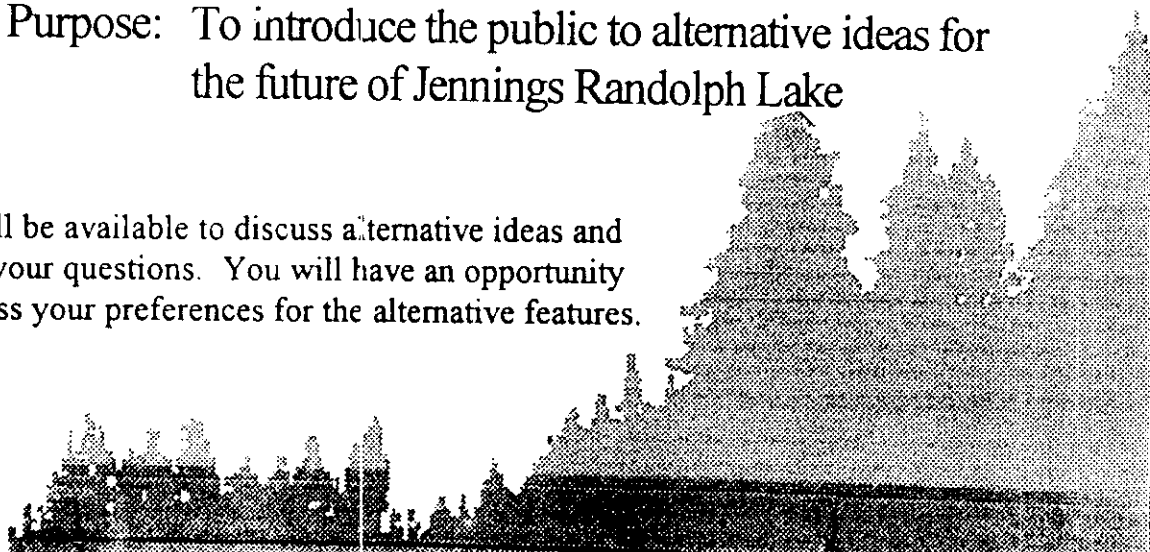 Purpose: To introduce the public to alternative ideas for
the future of Jennings Randolph Lake
ll be available to discuss alternative ideas and
your questions. You will have an opportunity
ss your preferences for the alternative features.